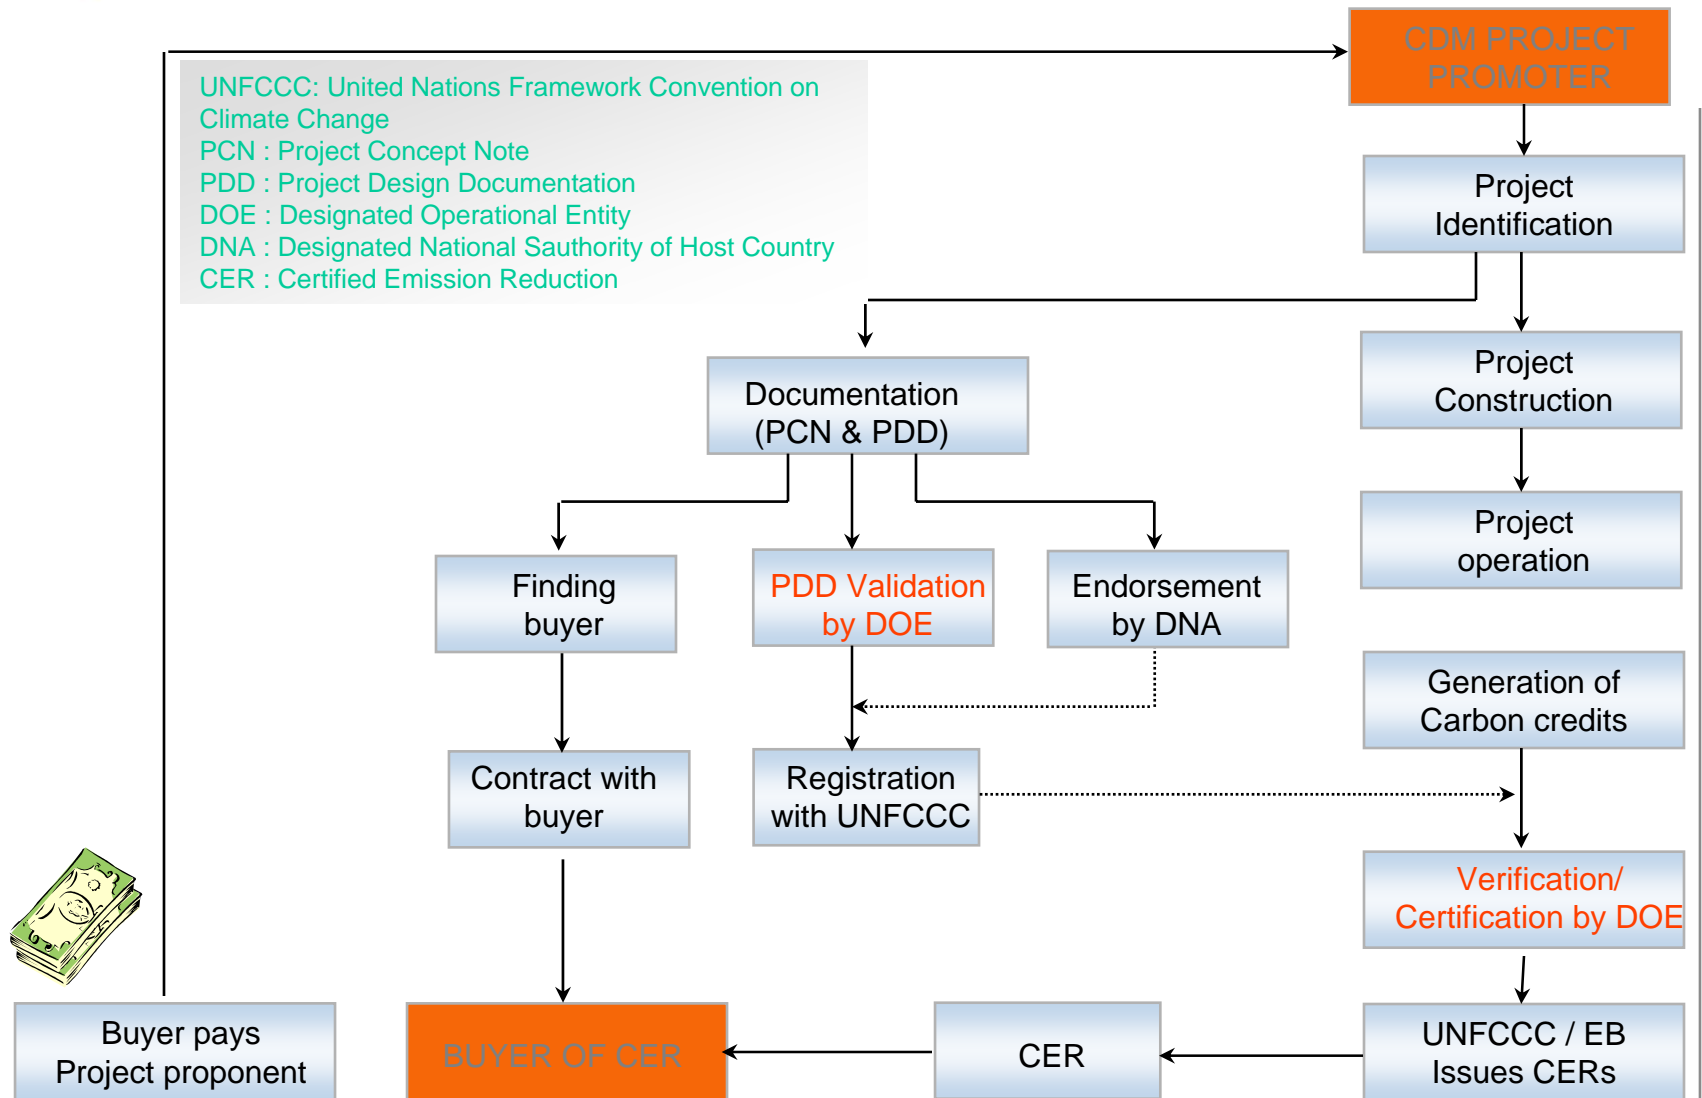 CDM PROJECT
PROMOTER
UNFCCC: United Nations Framework Convention on
Climate Change
PCN : Project Concept Note
PDD : Project Design Documentation
DOE : Designated Operational Entity
DNA : Designated National Sauthority of Host Country
CER : Certified Emission Reduction
Project
Identification
Project
Construction
Documentation
(PCN & PDD)
Project
operation
Finding
buyer
PDD Validation
by DOE
Endorsement
by DNA
Generation of
Carbon credits
Contract with
buyer
Registration
with UNFCCC
Verification/
Certification by DOE
Buyer pays
Project proponent
BUYER OF CER
CER
UNFCCC / EB
Issues CERs